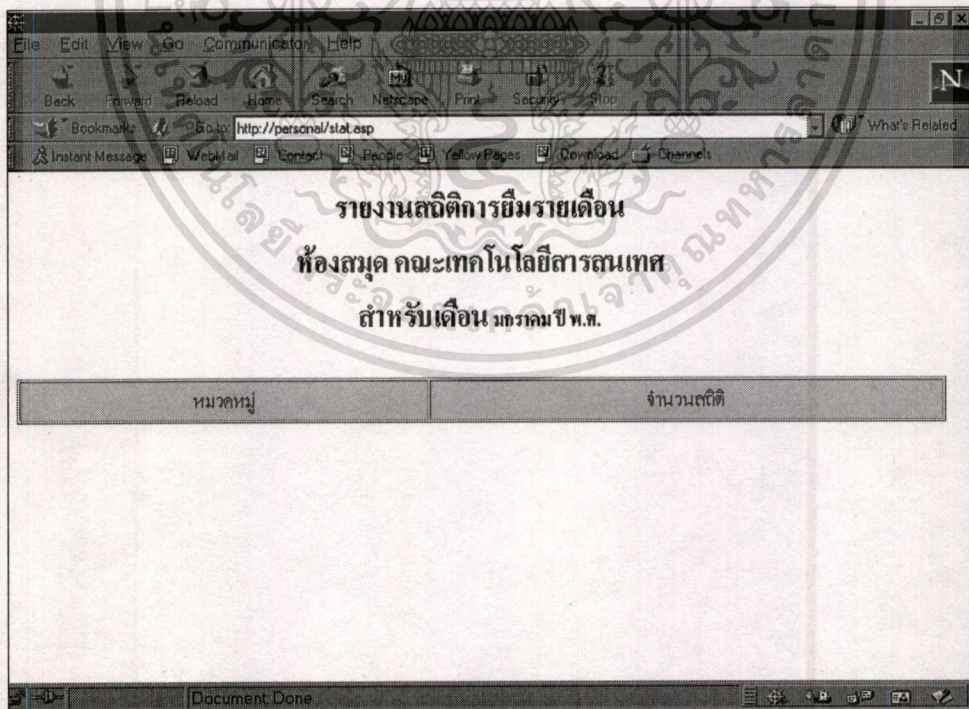 File Edit View Go Communicator Help
Back Forward Reload Home Search Netscape Print Security Stop
N
Bookmarks Go to: http://personal/stat.asp What's Related
Instant Message WebMail Contact People Yellow Pages Download Channels
รายงานสถิติการยืมรายเดือน
ห้องสมุด คณะเทคโนโลยีสารสนเทศ
สำหรับเดือน มกราคม ปี พ.ศ.
หมวดหมู่ จำนวนสถิติ
Document Done